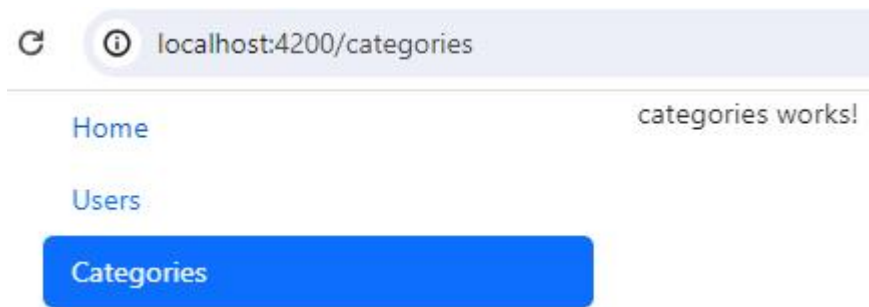 localhost:4200/categories
Home
categories works!
Users
Categories